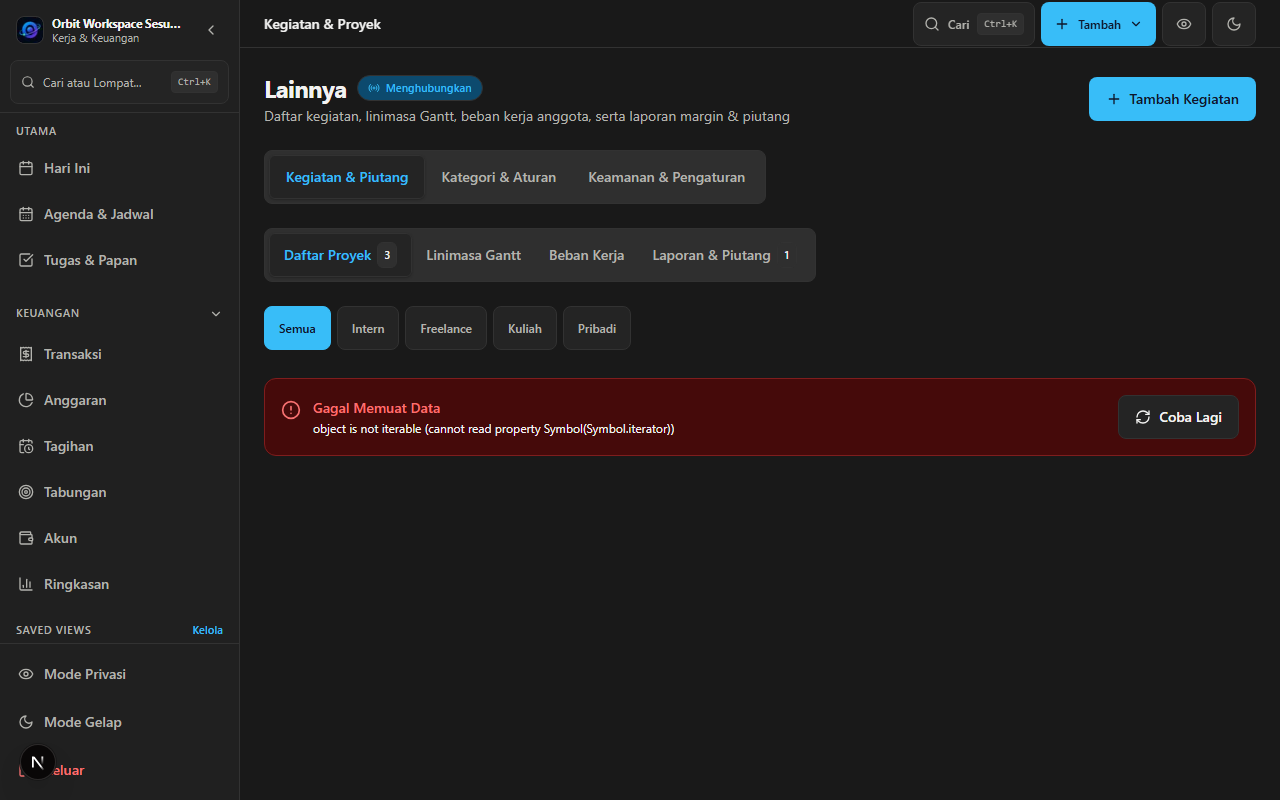 Orbit Workspace Sesu...
Kerja & Keuangan
Cari atau Lompat... Ctrl+K
UTAMA
Hari Ini
Agenda & Jadwal
Tugas & Papan
KEUANGAN
Transaksi
Anggaran
Tagihan
Tabungan
Akun
Ringkasan
SAVED VIEWS Kelola
Mode Privasi
Mode Gelap
N
eluar
Kegiatan & Proyek
Cari Ctrl+K
Tambah
Lainnya
Menghubungkan
Daftar kegiatan, linimasa Gantt, beban kerja anggota, serta laporan margin & piutang
Tambah Kegiatan
Kegiatan & Piutang Kategori & Aturan Keamanan & Pengaturan
Daftar Proyek 3 Linimasa Gantt Beban Kerja Laporan & Piutang 1
Semua Intern Freelance Kuliah Pribadi
Gagal Memuat Data
object is not iterable (cannot read property Symbol(Symbol.iterator))
Coba Lagi